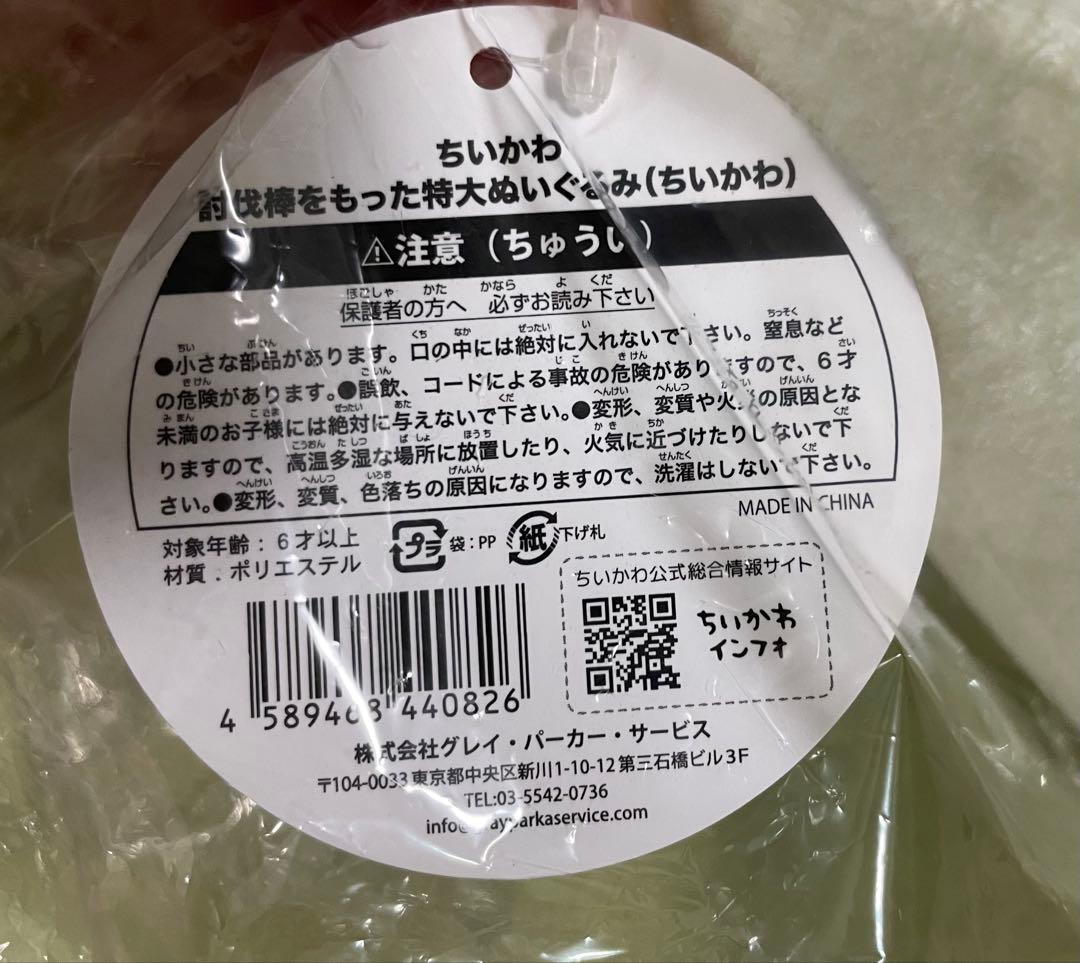 ちいかわ
討伐棒をもった特大ぬいぐるみ(ちいかわ)
⚠注意（ちゅうい）
保護者の方へ 必ずお読み下さい
●小さな部品があります。口の中には絶対に入れないで下さい。窒息など
の危険があります。●誤飲、コードによる事故の危険がありますので、6才
未満のお子様には絶対に与えないで下さい。●変形、変質や火災の原因とな
りますので、高温多湿な場所に放置したり、火気に近づけたりしないで下
さい。●変形、変質、色落ちの原因になりますので、洗濯はしないで下さい。
MADE IN CHINA
対象年齢：6才以上
材質：ポリエステル
プラ 袋：PP 紙 下げ札
ちいかわ公式総合情報サイト
ちいかわ
インフォ
4 589468 440826
株式会社グレイ・パーカー・サービス
〒104-0033 東京都中央区新川1-10-12 第三石橋ビル3F
TEL:03-5542-0736
info@grayparkaservice.com